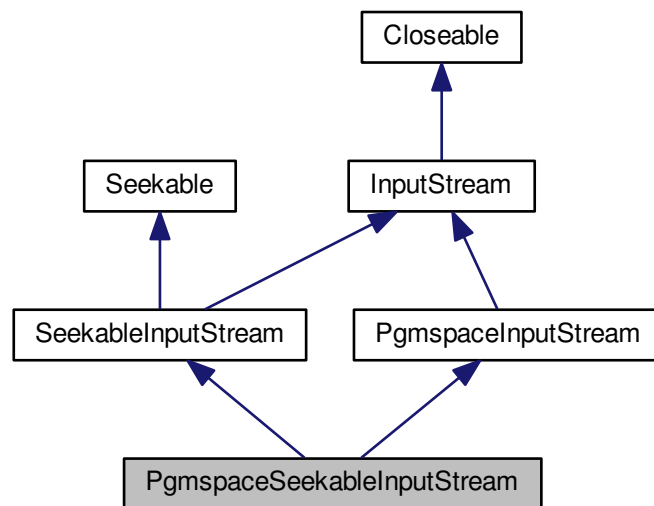 Closeable
Seekable
InputStream
SeekableInputStream
PgmspaceInputStream
PgmspaceSeekableInputStream